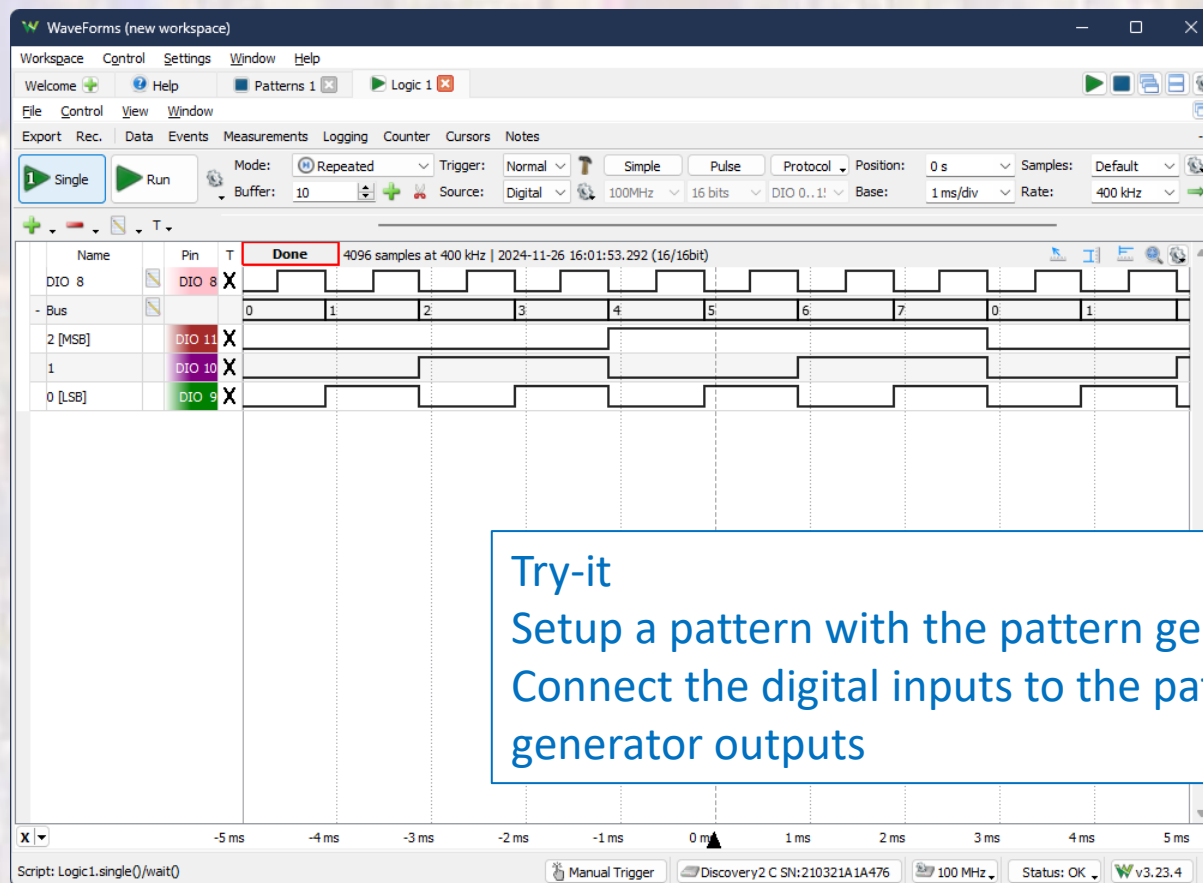 WaveForms (new workspace)
Workspace Control Settings Window Help
Welcome Help Patterns 1 Logic 1
File Control View Window
Export Rec. Data Events Measurements Logging Counter Cursors Notes
Single Run Mode: Repeated Trigger: Normal Simple Pulse Protocol Position: 0 s Samples: Default
Buffer: 10 Source: Digital 100MHz 16 bits DIO 0..1! Base: 1 ms/div Rate: 400 kHz
T
Name Pin T Done 4096 samples at 400 kHz | 2024-11-26 16:01:53.292 (16/16bit)
DIO 8 DIO 8 X
- Bus 0 1 2 3 4 5 6 7 0 1
2 [MSB] DIO 11 X
1 DIO 10 X
0 [LSB] DIO 9 X
Try-it
Setup a pattern with the pattern ge
Connect the digital inputs to the pa
generator outputs
X -5 ms -4 ms -3 ms -2 ms -1 ms 0 ms 1 ms 2 ms 3 ms 4 ms 5 ms
Script: Logic1.single()/wait() Manual Trigger Discovery2 C SN:210321A1A476 100 MHz Status: OK v3.23.4